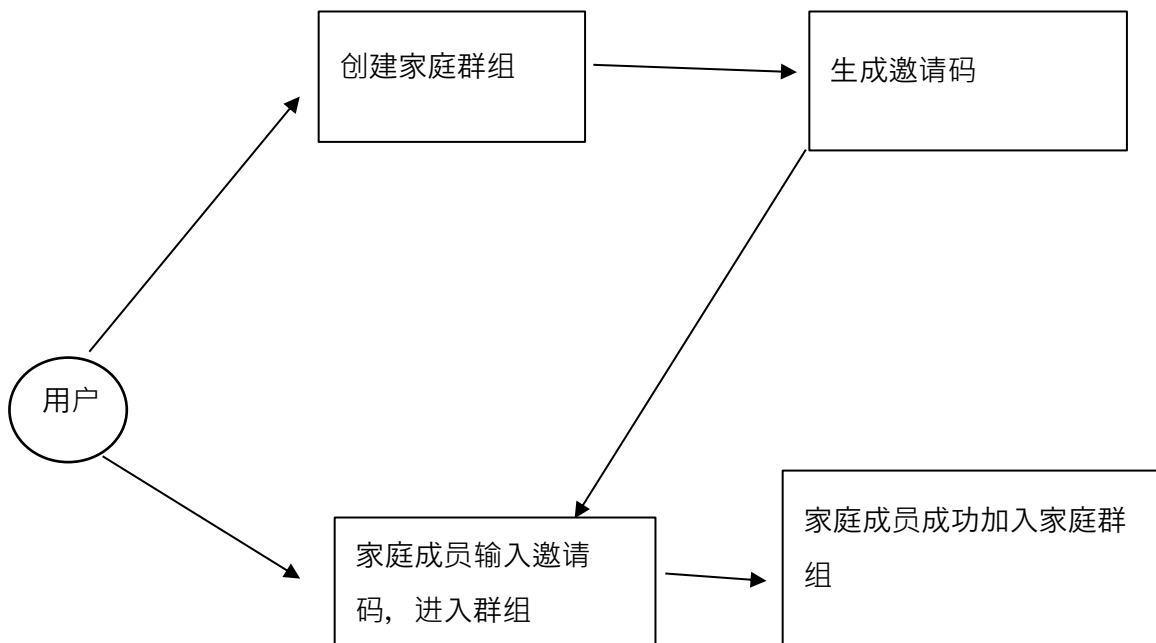 创建家庭群组
生成邀请码
用户
家庭成员输入邀请
码，进入群组
家庭成员成功加入家庭群
组